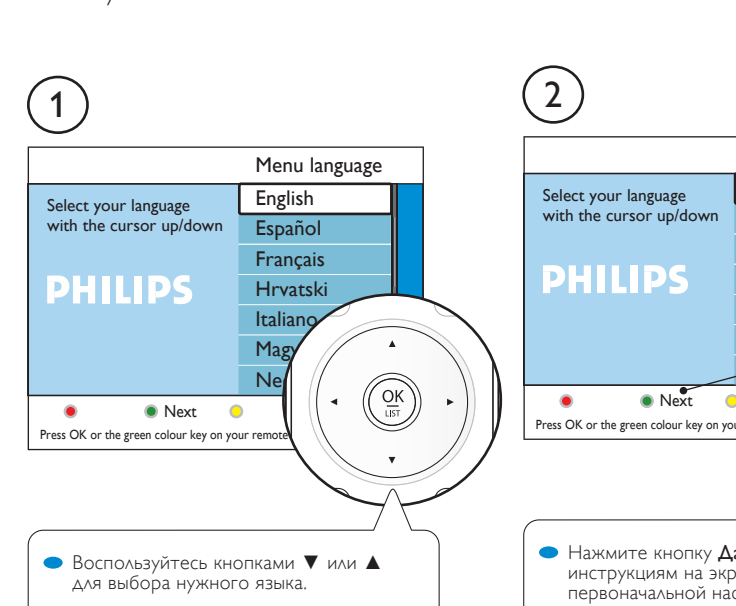 1
Menu language
Select your language
with the cursor up/down
English
Español
Français
Hrvatski
Italiano
PHILIPS
OK
LIST
Next
Press OK or the green colour key on your remote
Воспользуйтесь кнопками ▼ или ▲
для выбора нужного языка.
2
Select your language
with the cursor up/down
PHILIPS
Next
Press OK or the green colour key on
Нажмите кнопку
инструкциям на
первоначальной